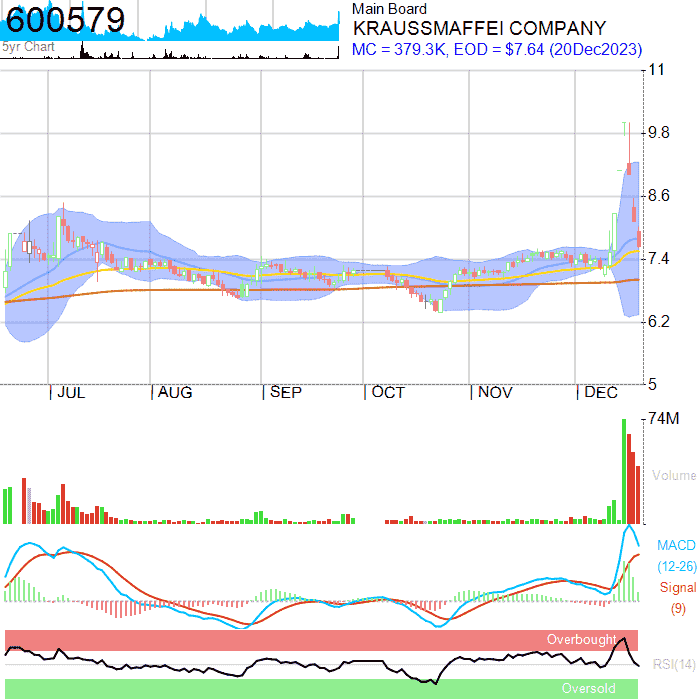 600579
5yr Chart
Main Board
KRAUSSMAFFEI COMPANY
MC = 379.3K, EOD = $7.64 (20Dec2023)
11
9.8
8.6
7.4
6.2
5
JUL AUG SEP OCT NOV DEC
74M
Volume
MACD
(12-26)
Signal
(9)
Overbought
RSI(14)
Oversold